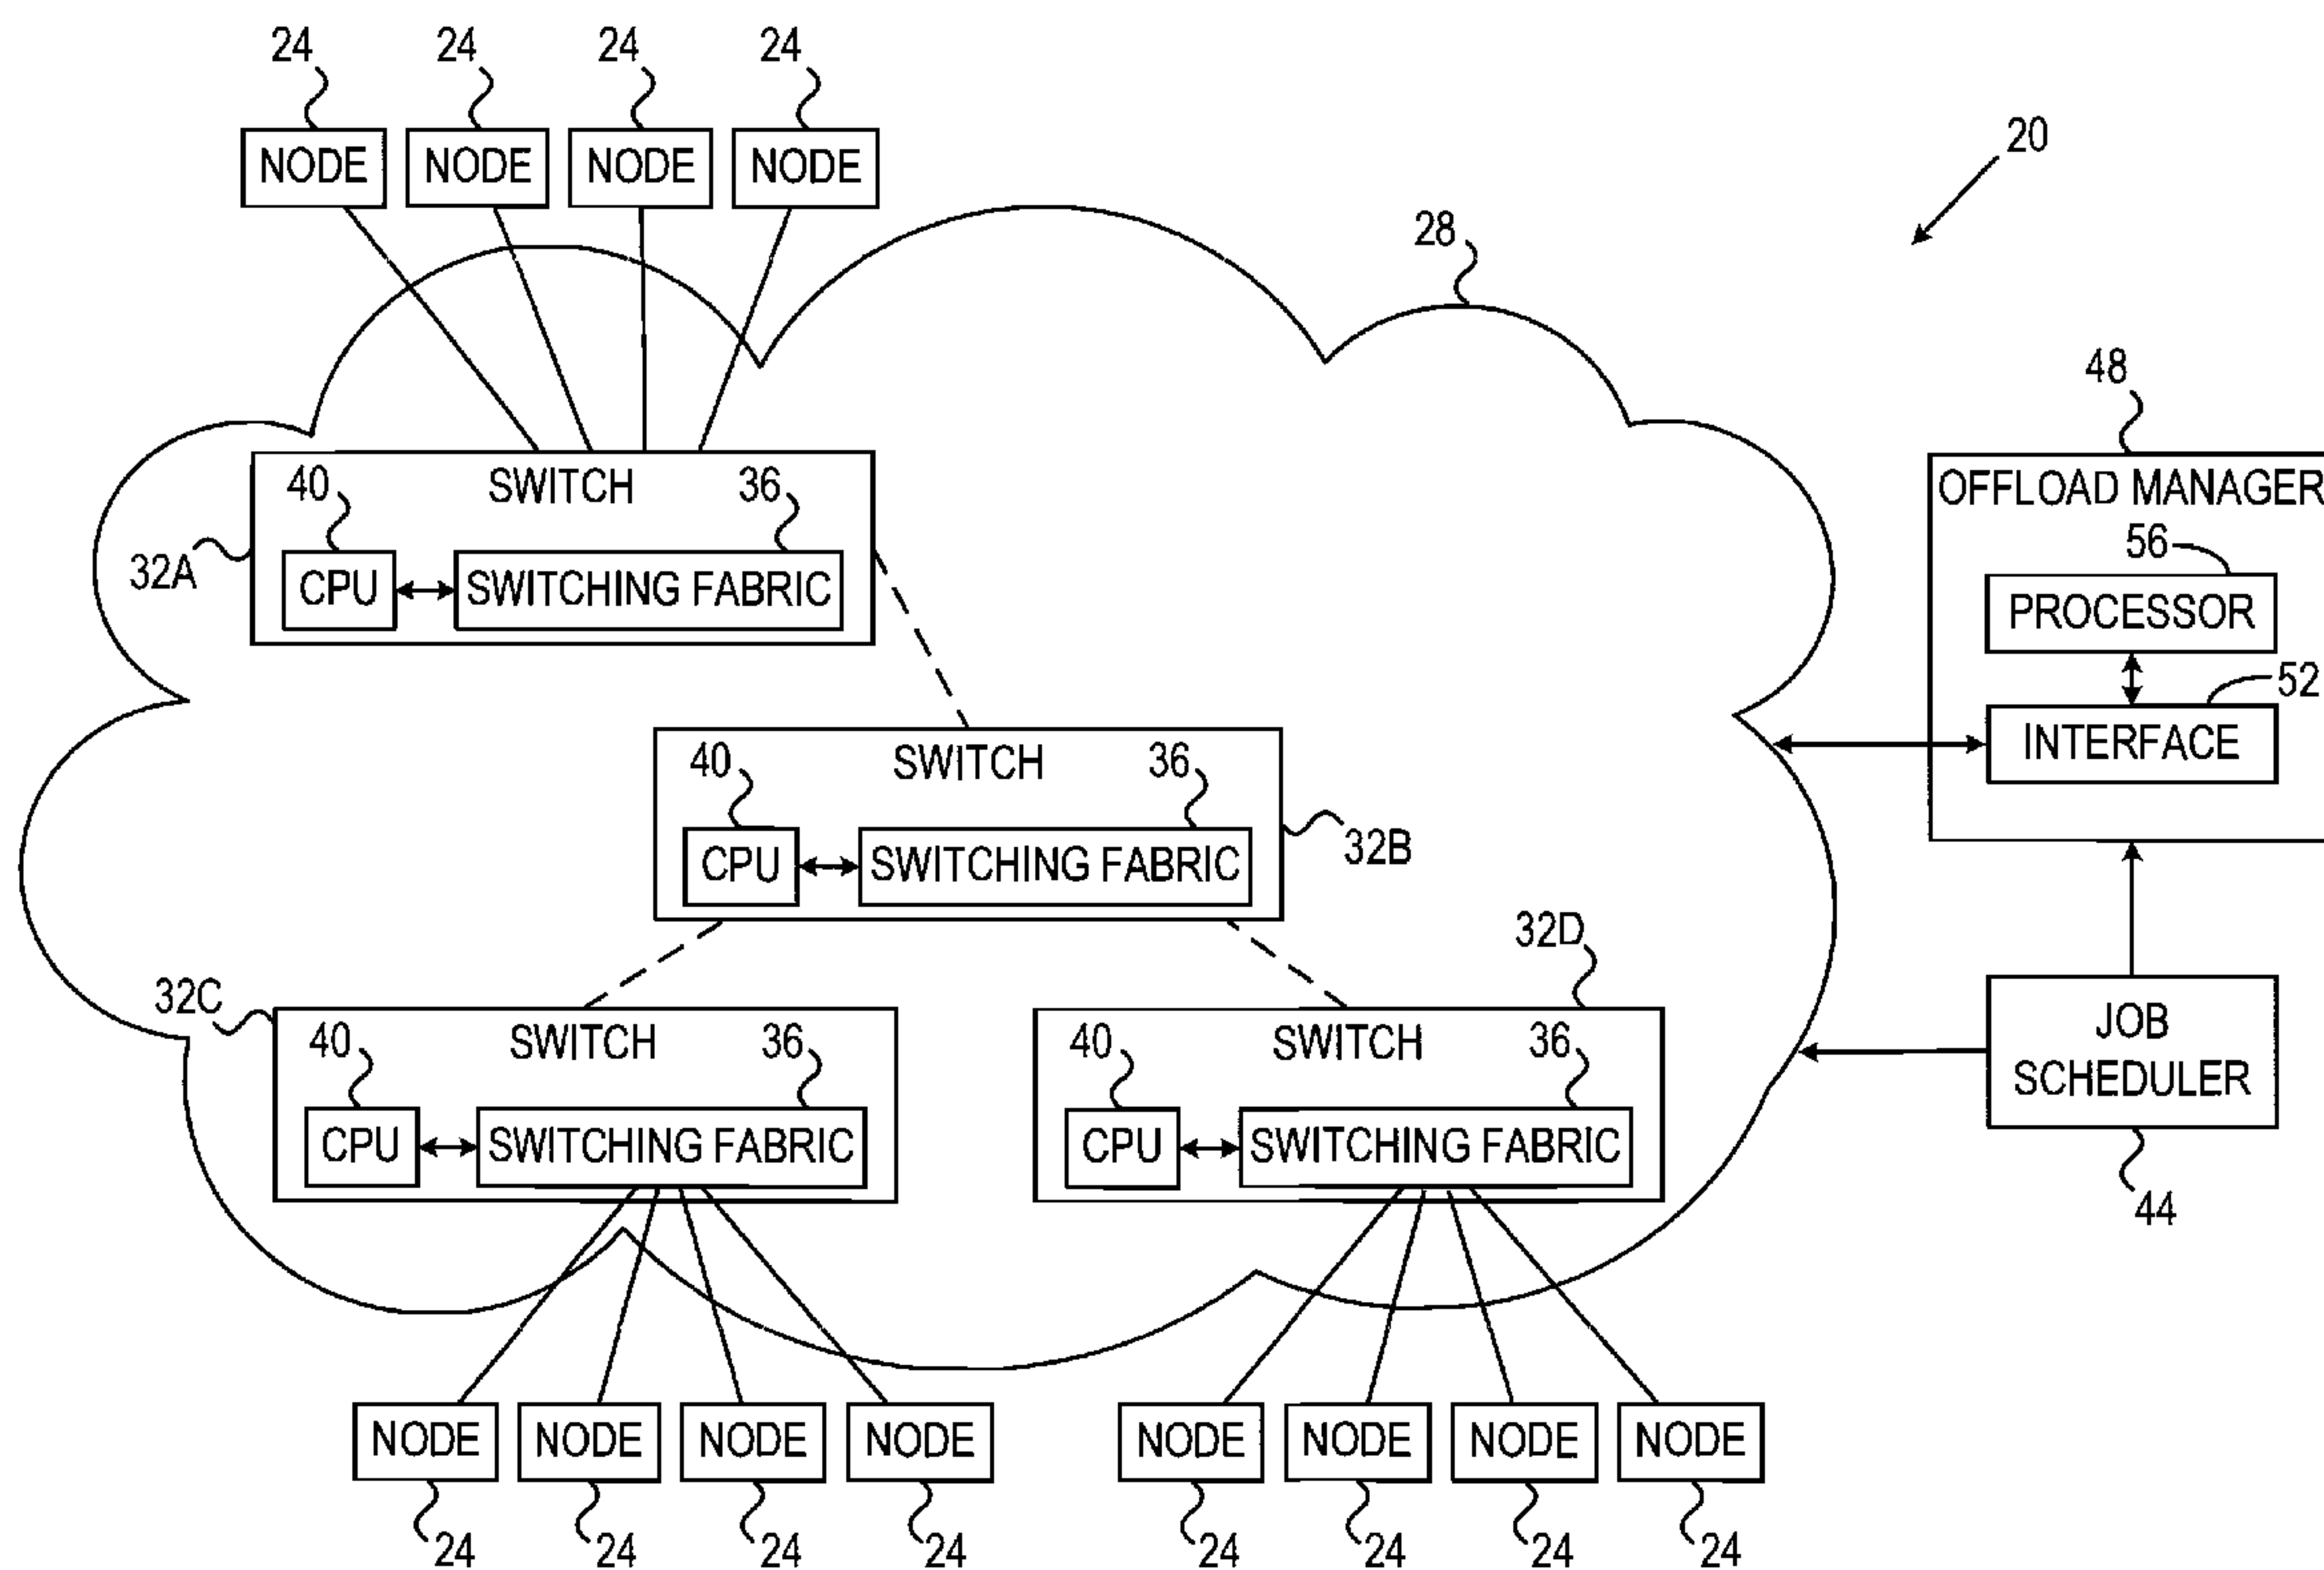 24 24 24 24
NODE NODE NODE NODE
20
28
48
SWITCH
40 36
32A
CPU SWITCHING FABRIC
OFFLOAD MANAGER
56
PROCESSOR
52
INTERFACE
SWITCH
40 36
32B
CPU SWITCHING FABRIC
32C
SWITCH
40 36
CPU SWITCHING FABRIC
32D
SWITCH
40 36
CPU SWITCHING FABRIC
JOB
SCHEDULER
44
NODE NODE NODE NODE NODE NODE NODE NODE
24 24 24 24 24 24 24 24